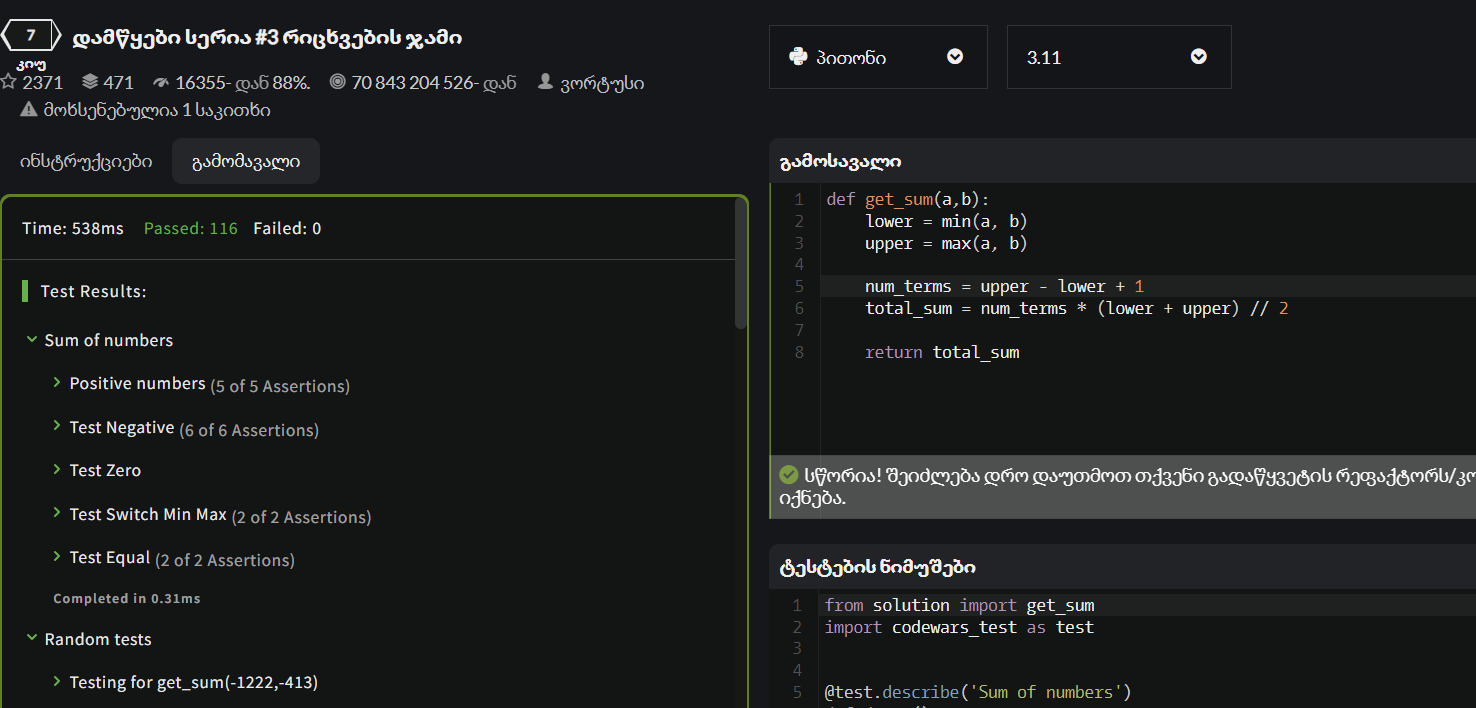 7 დამწყები სერია #3 რიცხვების ჯამი
კიუ
2371 471 16355- დან 88%. 70 843 204 526- დან ვორტუსი
მოხსენებულია 1 საკითხი
ინსტრუქციები გამომავალი
Time: 538ms Passed: 116 Failed: 0
Test Results:
Sum of numbers
Positive numbers (5 of 5 Assertions)
Test Negative (6 of 6 Assertions)
Test Zero
Test Switch Min Max (2 of 2 Assertions)
Test Equal (2 of 2 Assertions)
Completed in 0.31ms
Random tests
Testing for get_sum(-1222,-413)
პითონი 3.11
გამოსავალი
1 def get_sum(a,b):
2 lower = min(a, b)
3 upper = max(a, b)
4
5 num_terms = upper - lower + 1
6 total_sum = num_terms * (lower + upper) // 2
7
8 return total_sum
სწორია! შეიძლება დრო დაუთმოთ თქვენი გადაწყვეტის რეფაქტორს/კო
იქნება.
ტესტების ნიმუშები
1 from solution import get_sum
2 import codewars_test as test
3
4
5 @test.describe('Sum of numbers')